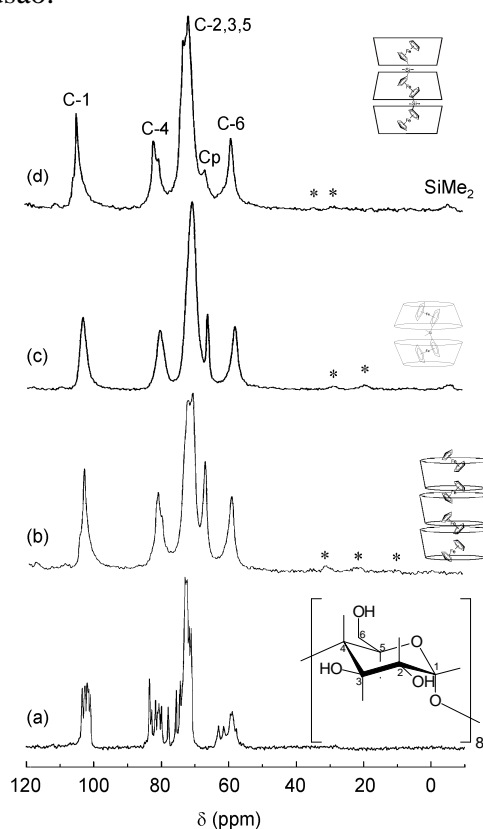 usão.
C-2,3,5
C-1
C-4
Cp
C-6
(d)
* *
SiMe2
(c)
* *
(b)
* * *
(a)
OH
6
5
O
4
HO
3
2
OH
1
O
8
120 100 80 60 40 20 0
δ (ppm)